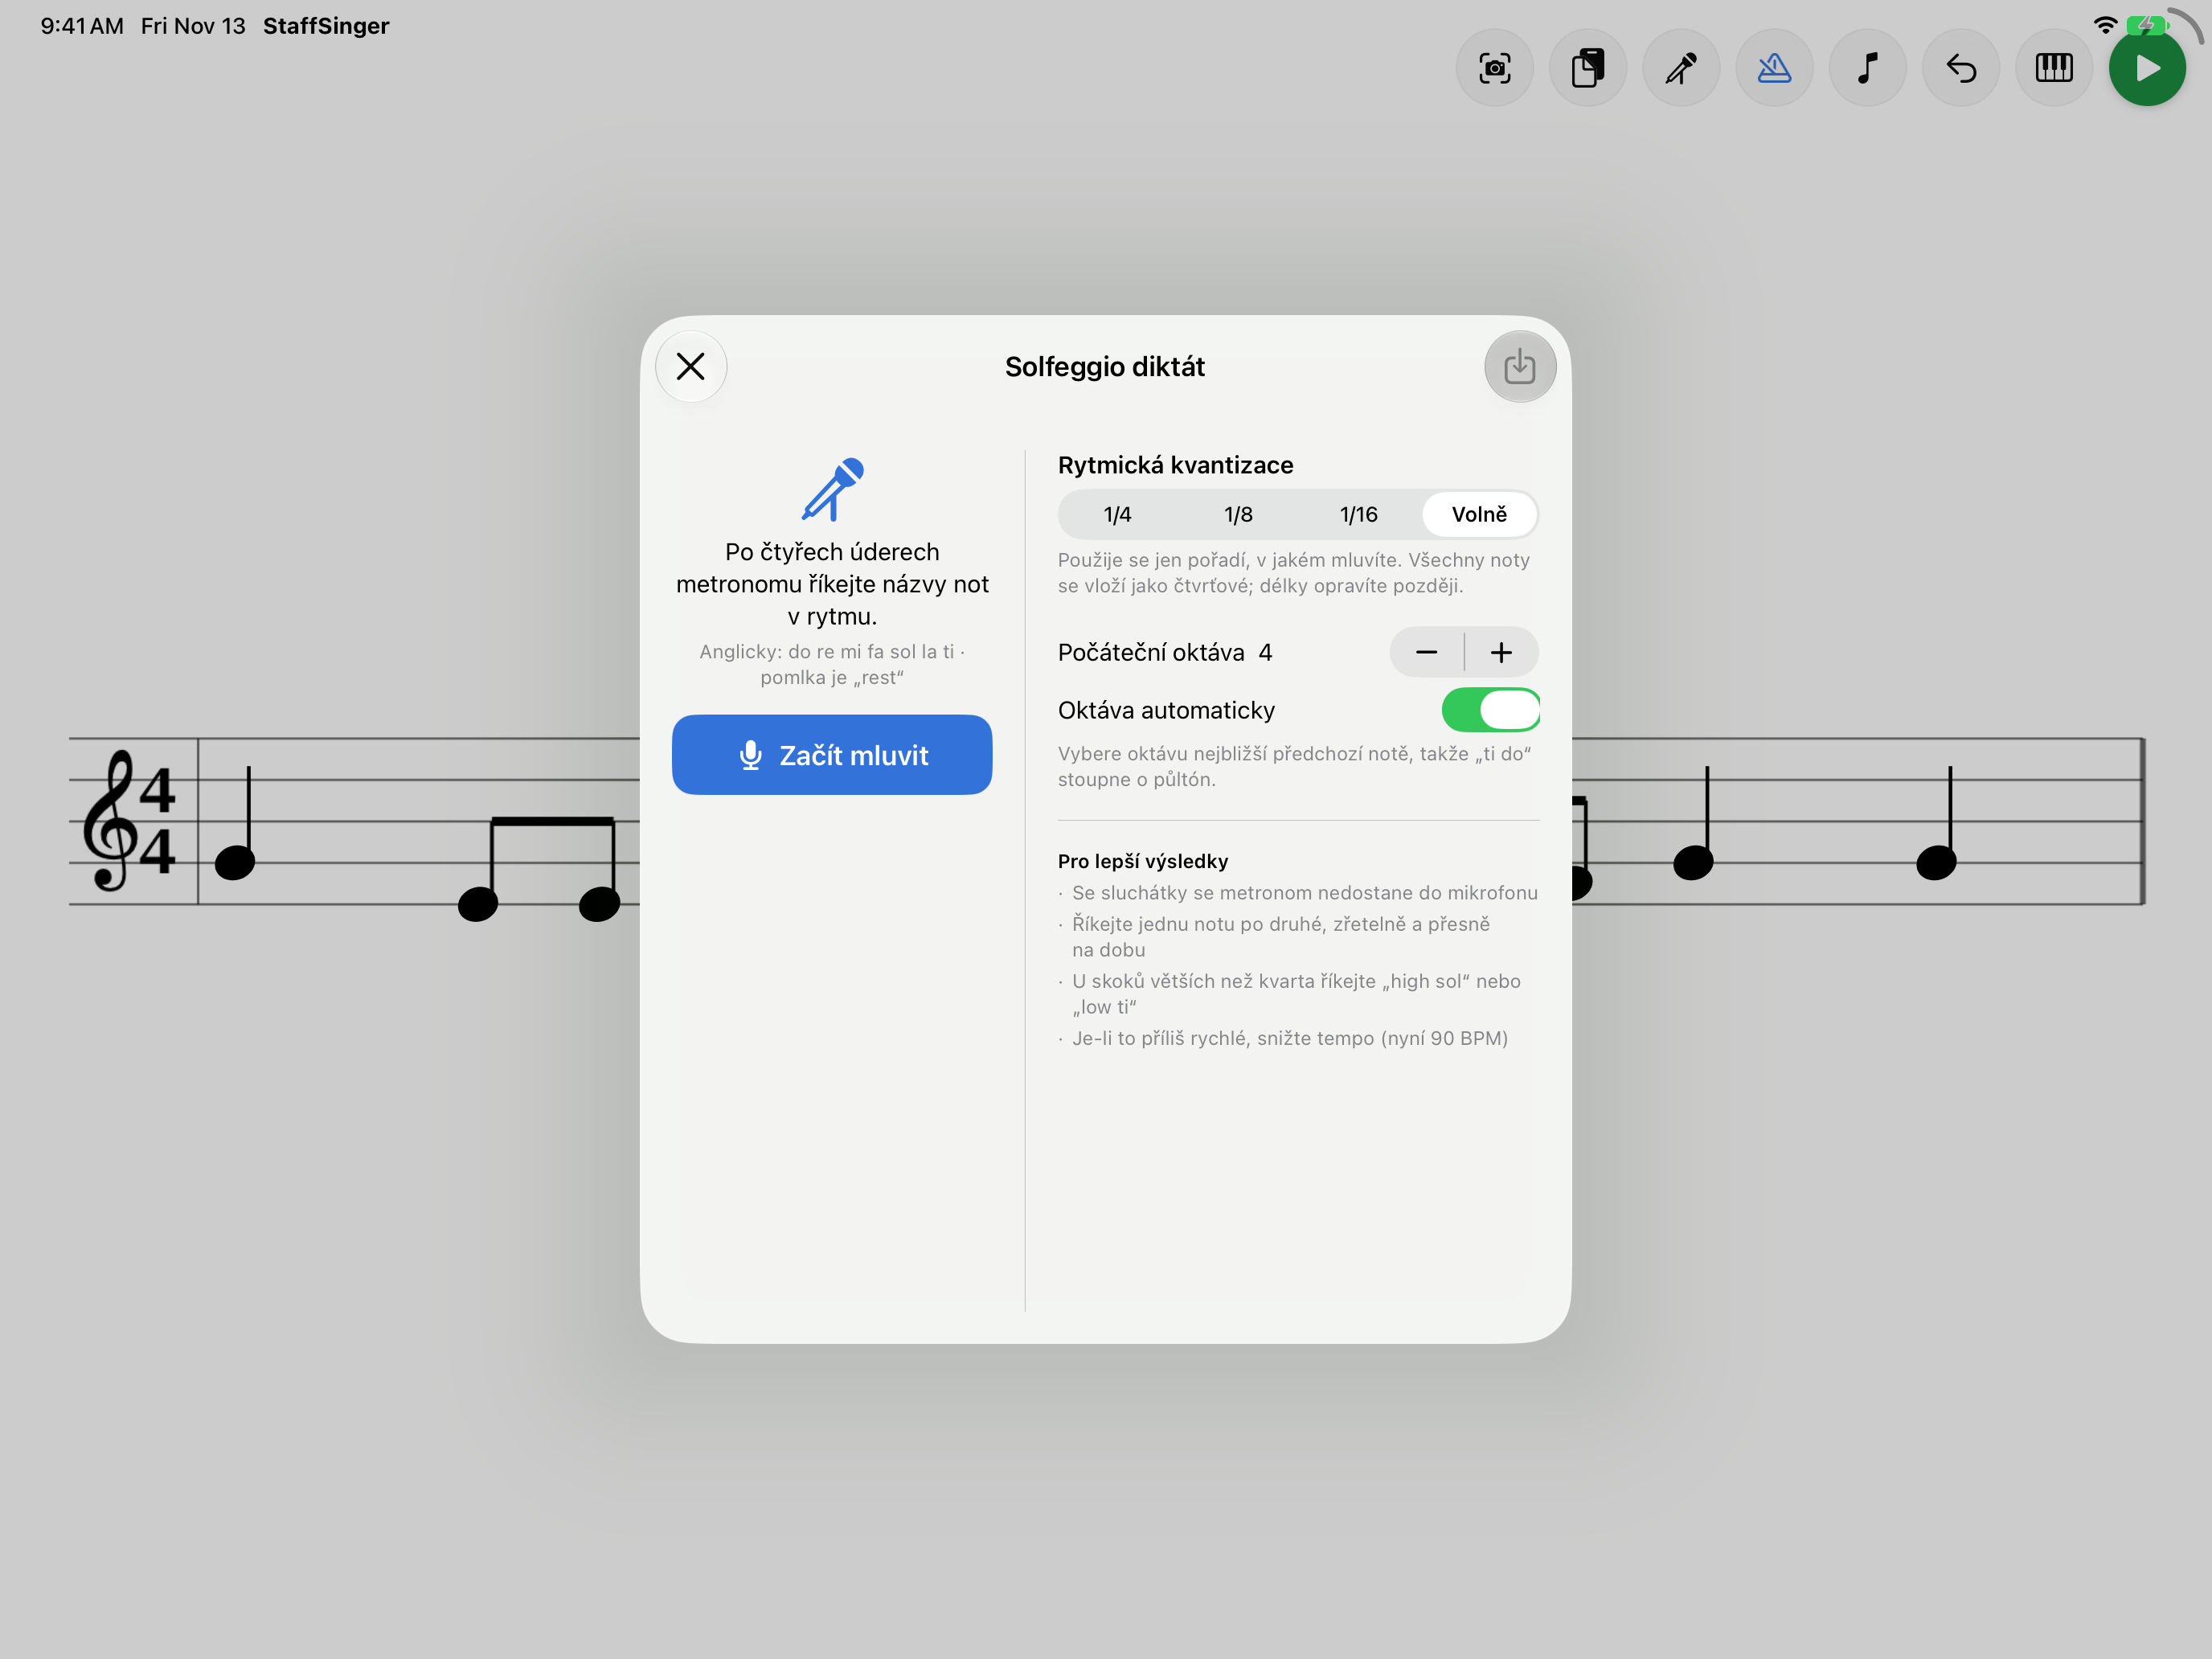 9:41 AM Fri Nov 13 StaffSinger
Solfeggio diktát
Po čtyřech úderech
metronomu říkejte názvy not
v rytmu.
Anglicky: do re mi fa sol la ti ·
pomlka je „rest“
Začít mluvit
Rytmická kvantizace
1/4 1/8 1/16 Volně
Použije se jen pořadí, v jakém mluvíte. Všechny noty
se vloží jako čtvrťové; délky opravíte později.
Počáteční oktáva 4
Oktáva automaticky
Vybere oktávu nejbližší předchozí notě, takže „ti do“
stoupne o půltón.
Pro lepší výsledky
· Se sluchátky se metronom nedostane do mikrofonu
· Říkejte jednu notu po druhé, zřetelně a přesně
na dobu
· U skoků větších než kvarta říkejte „high sol“ nebo
„low ti“
· Je-li to příliš rychlé, snižte tempo (nyní 90 BPM)
4
4